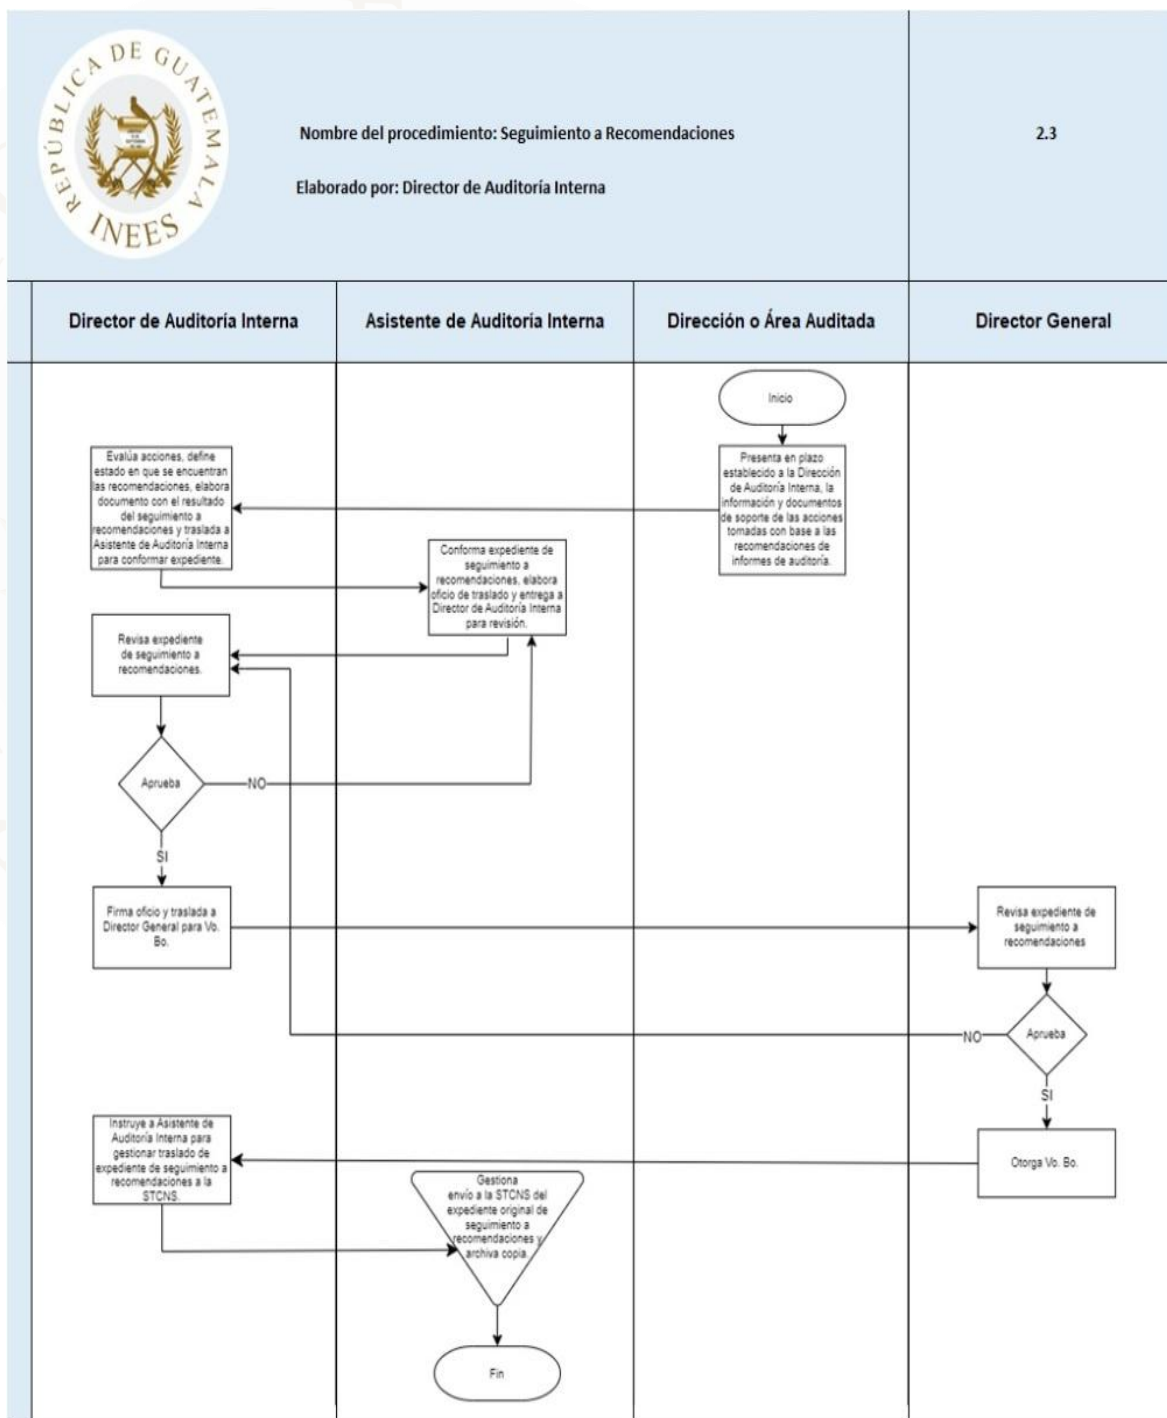 REPÚBLICA DE GUATEMALA
INEES
Nombre del procedimiento: Seguimiento a Recomendaciones
2.3
Elaborado por: Director de Auditoría Interna
Director de Auditoría Interna
Asistente de Auditoría Interna
Dirección o Área Auditada
Director General
Inicio
Presenta en plazo
establecido a la Dirección
de Auditoría Interna, la
información y documentos
de soporte de las acciones
tomadas con base a las
recomendaciones de
informes de auditoría.
Evalúa acciones, define
estado en que se encuentran
las recomendaciones, elabora
documento con el resultado
del seguimiento a
recomendaciones y traslada a
Asistente de Auditoría Interna
para conformar expediente.
Conforma expediente de
seguimiento a
recomendaciones, elabora
oficio de traslado y entrega a
Director de Auditoría Interna
para revisión.
Revisa expediente
de seguimiento a
recomendaciones.
Aprueba
NO
SI
Firma oficio y traslada a
Director General para Vo.
Bo.
Revisa expediente de
seguimiento a
recomendaciones
Aprueba
NO
SI
Otorga Vo. Bo.
Instruye a Asistente de
Auditoría Interna para
gestionar traslado de
expediente de seguimiento a
recomendaciones a la
STCNS.
Gestiona
envío a la STCNS del
expediente original de
seguimiento a
recomendaciones y
archiva copia.
Fin